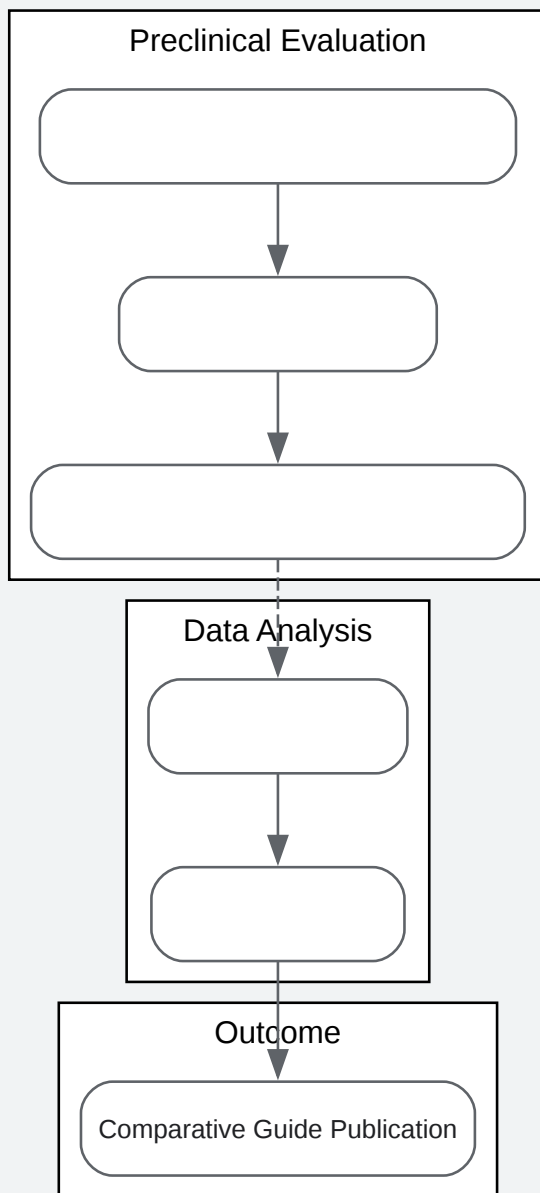 Preclinical Evaluation
Data Analysis
Outcome
Comparative Guide Publication